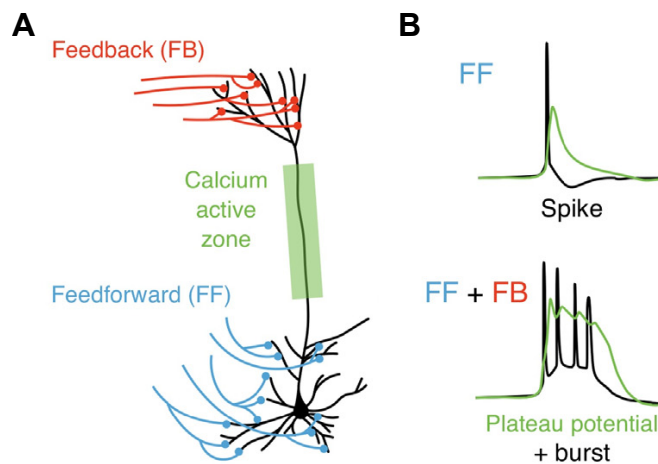 A
Feedback (FB)
Calcium
active
zone
Feedforward (FF)
B
FF
Spike
FF + FB
Plateau potential
+ burst